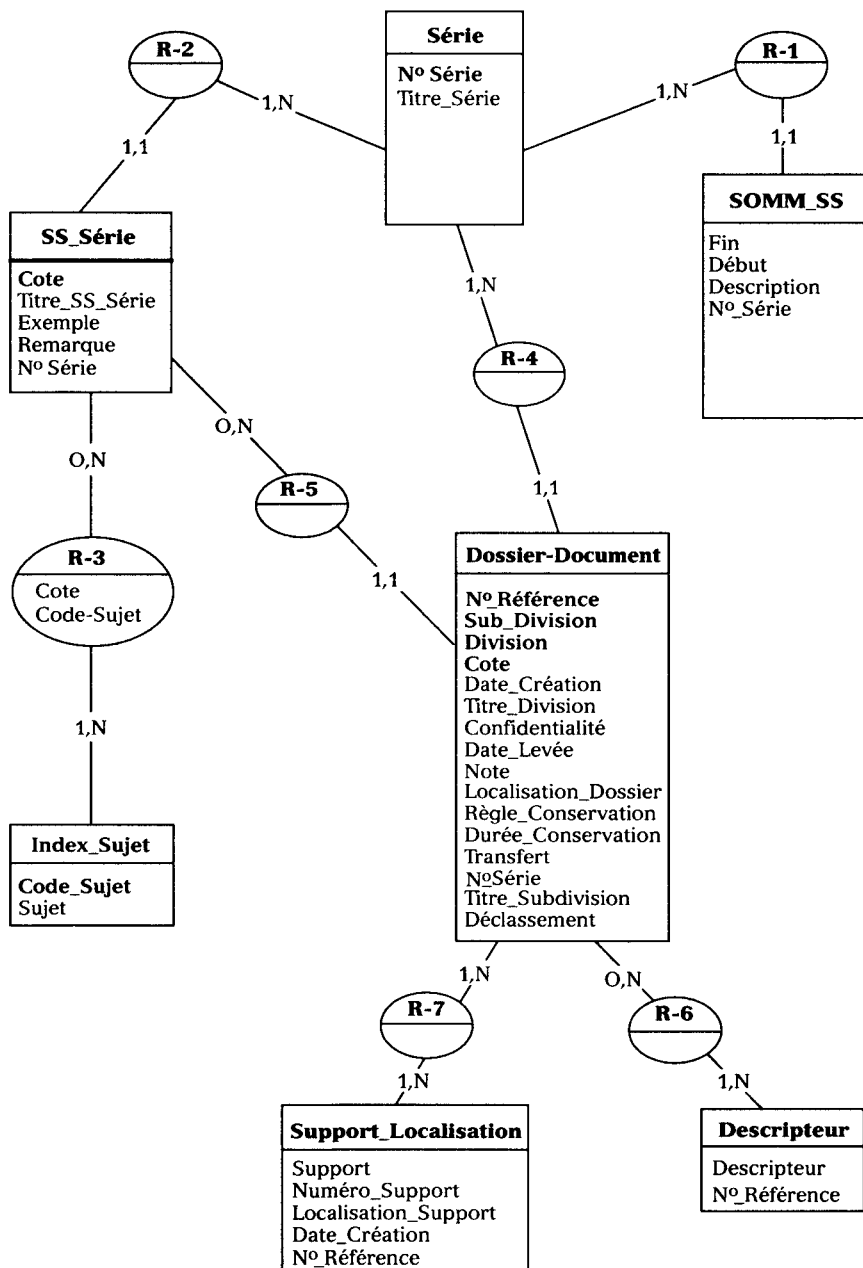 Série
Nº Série
Titre_Série
R-2
R-1
1,N
1,N
1,1
1,1
SS_Série
Cote
Titre_SS_Série
Exemple
Remarque
Nº Série
SOMM_SS
Fin
Début
Description
Nº_Série
1,N
R-4
1,1
O,N
R-5
1,1
O,N
R-3
Cote
Code-Sujet
1,N
Index_Sujet
Code_Sujet
Sujet
Dossier-Document
Nº_Référence
Sub_Division
Division
Cote
Date_Création
Titre_Division
Confidentialité
Date_Levée
Note
Localisation_Dossier
Règle_Conservation
Durée_Conservation
Transfert
NºSérie
Titre_Subdivision
Déclassement
1,N
R-7
1,N
O,N
R-6
1,N
Support_Localisation
Support
Numéro_Support
Localisation_Support
Date_Création
Nº_Référence
Descripteur
Descripteur
Nº_Référence